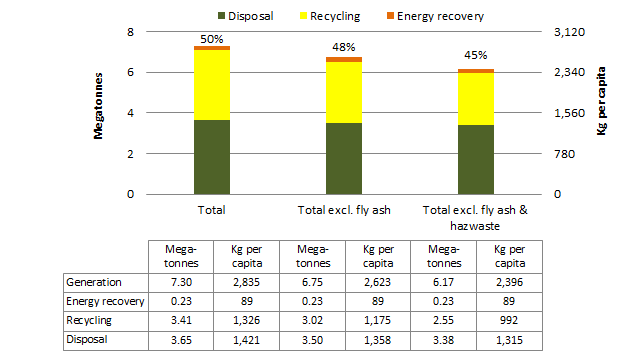 Disposal Recycling Energy recovery
8 3,120
50%
48%
45%
6 2,340
4 1,560
2 780
0 0
Megatonnes
Kg per capita
Total Total excl. fly ash Total excl. fly ash &
hazwaste
Mega- Kg per Mega- Kg per Mega- Kg per
tonnes capita tonnes capita tonnes capita
Generation 7.30 2,835 6.75 2,623 6.17 2,396
Energy recovery 0.23 89 0.23 89 0.23 89
Recycling 3.41 1,326 3.02 1,175 2.55 992
Disposal 3.65 1,421 3.50 1,358 3.38 1,315